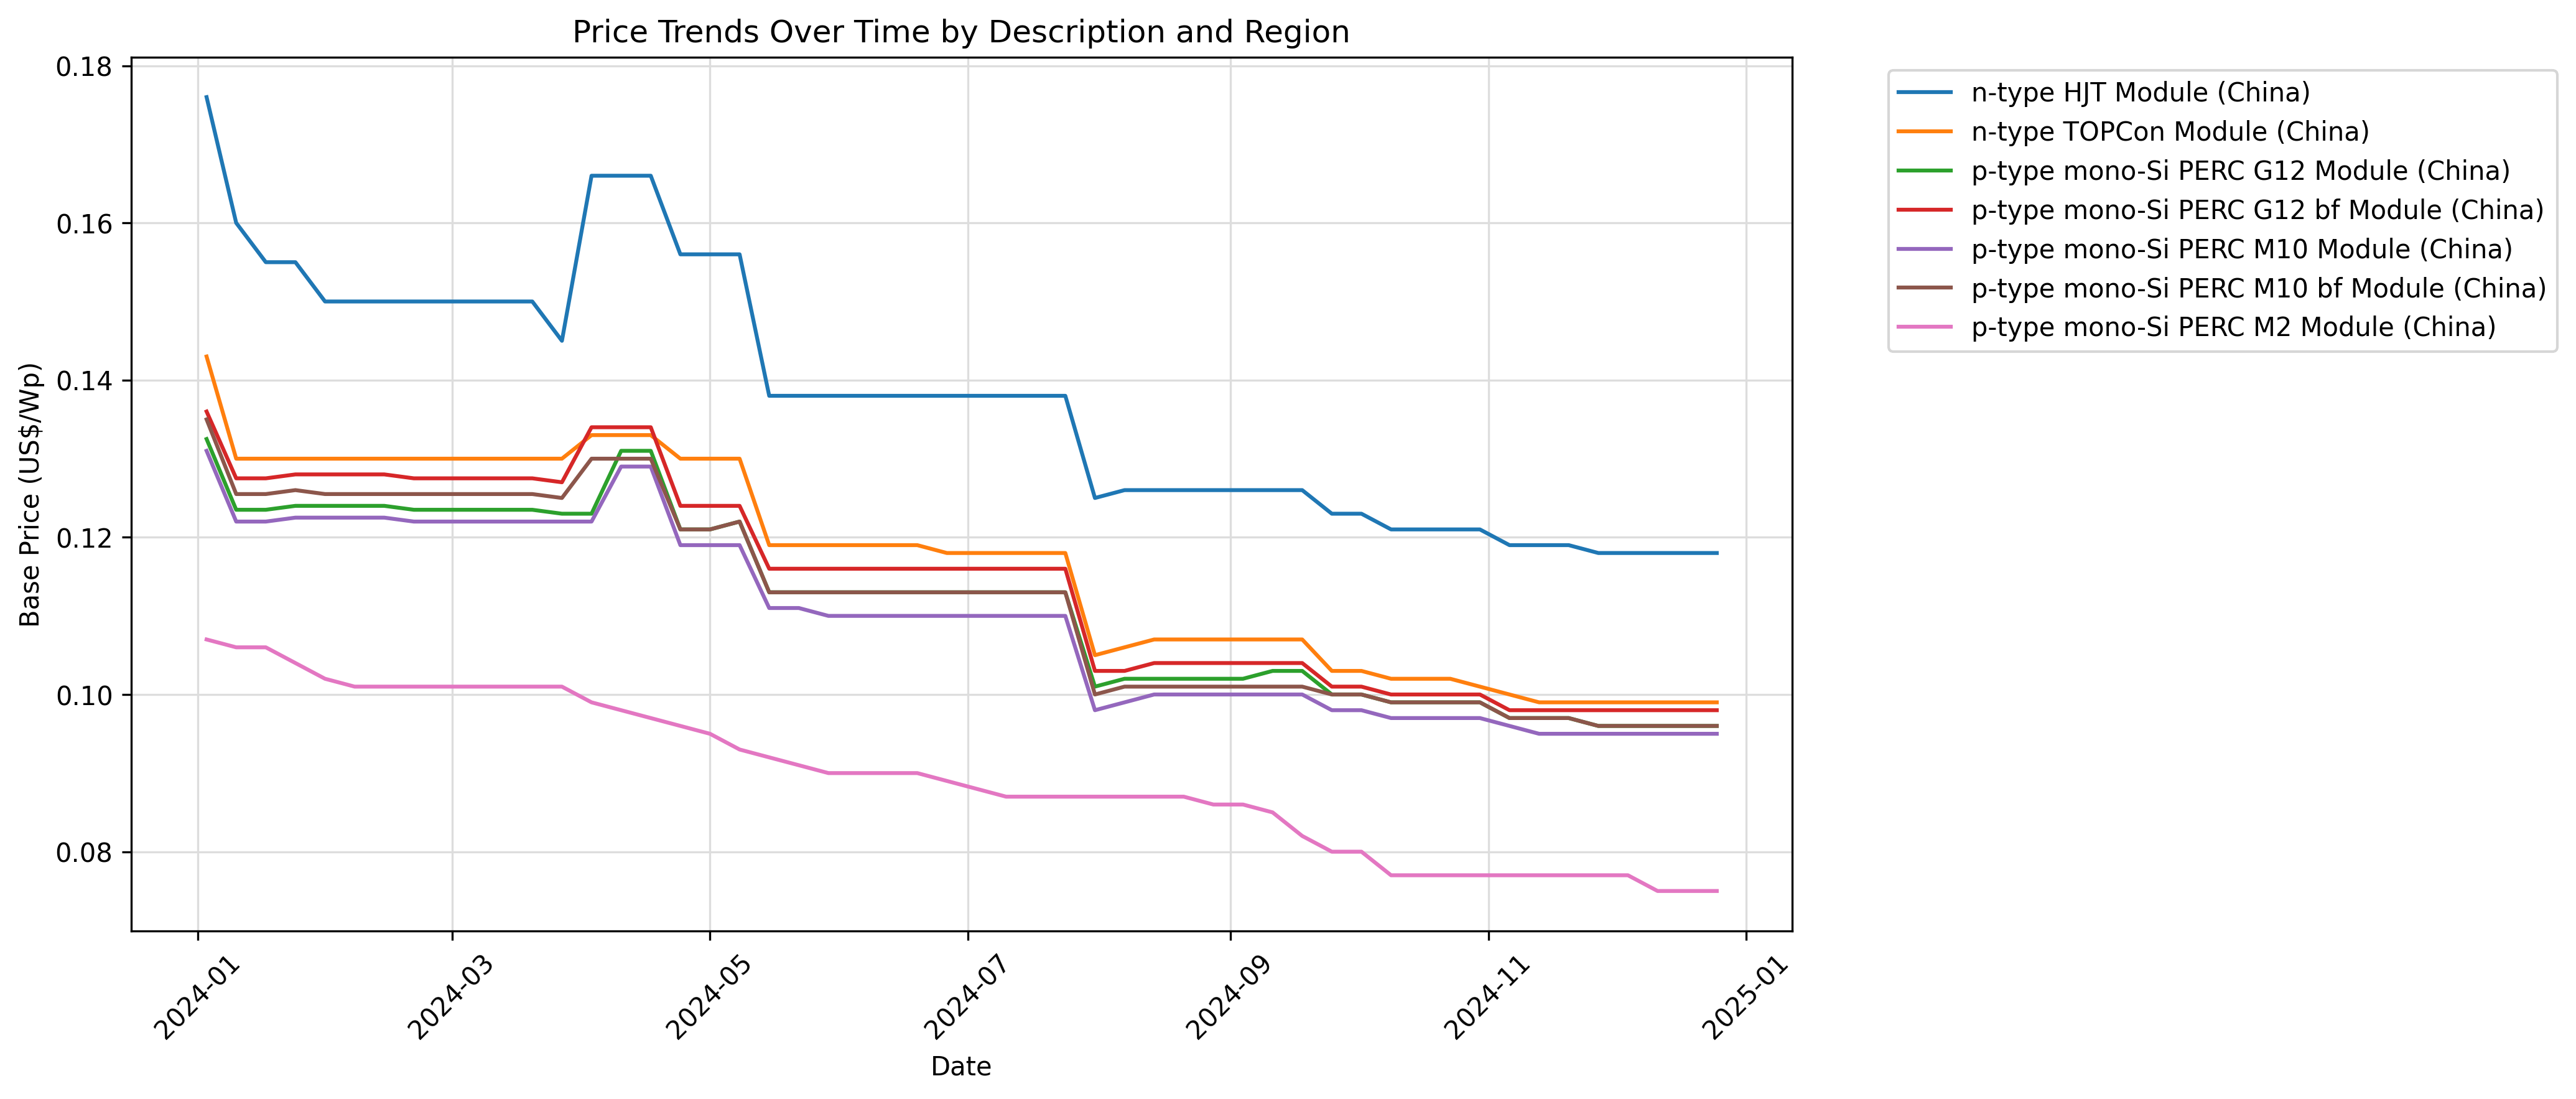 Price Trends Over Time by Description and Region
Base Price (US$/Wp)
0.18
0.16
0.14
0.12
0.10
0.08
2024-01
2024-03
2024-05
2024-07
2024-09
2024-11
2025-01
Date
n-type HJT Module (China)
n-type TOPCon Module (China)
p-type mono-Si PERC G12 Module (China)
p-type mono-Si PERC G12 bf Module (China)
p-type mono-Si PERC M10 Module (China)
p-type mono-Si PERC M10 bf Module (China)
p-type mono-Si PERC M2 Module (China)